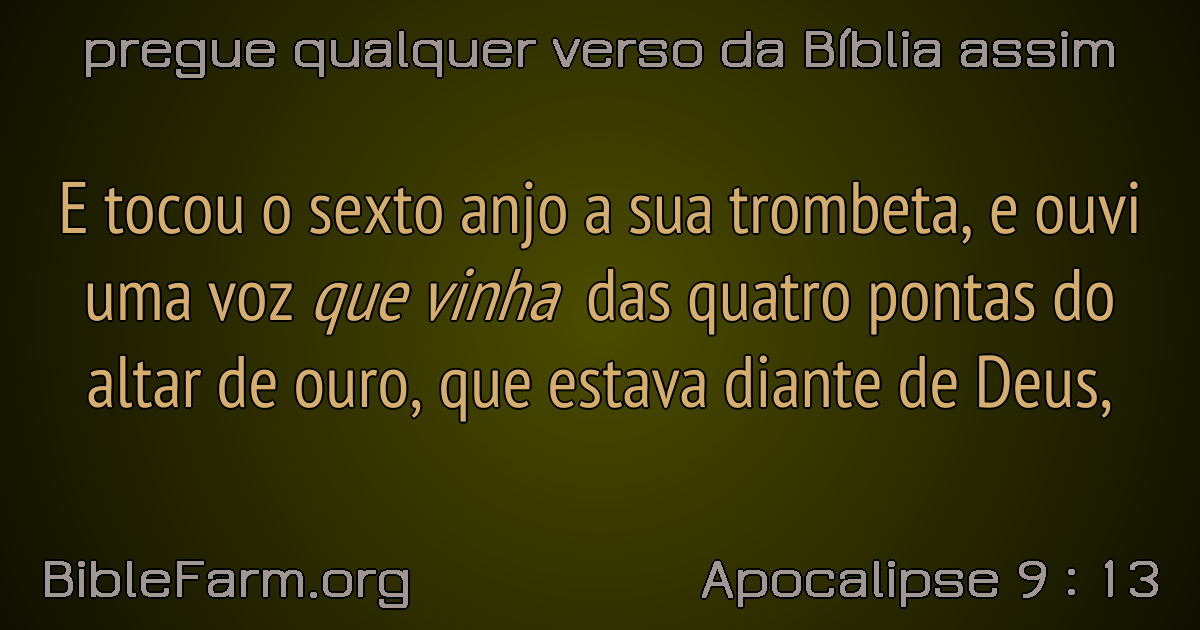 pregue qualquer verso da Bíblia assim
E tocou o sexto anjo a sua trombeta, e ouvi
uma voz que vinha das quatro pontas do
altar de ouro, que estava diante de Deus,
BibleFarm.org
Apocalipse 9 : 13